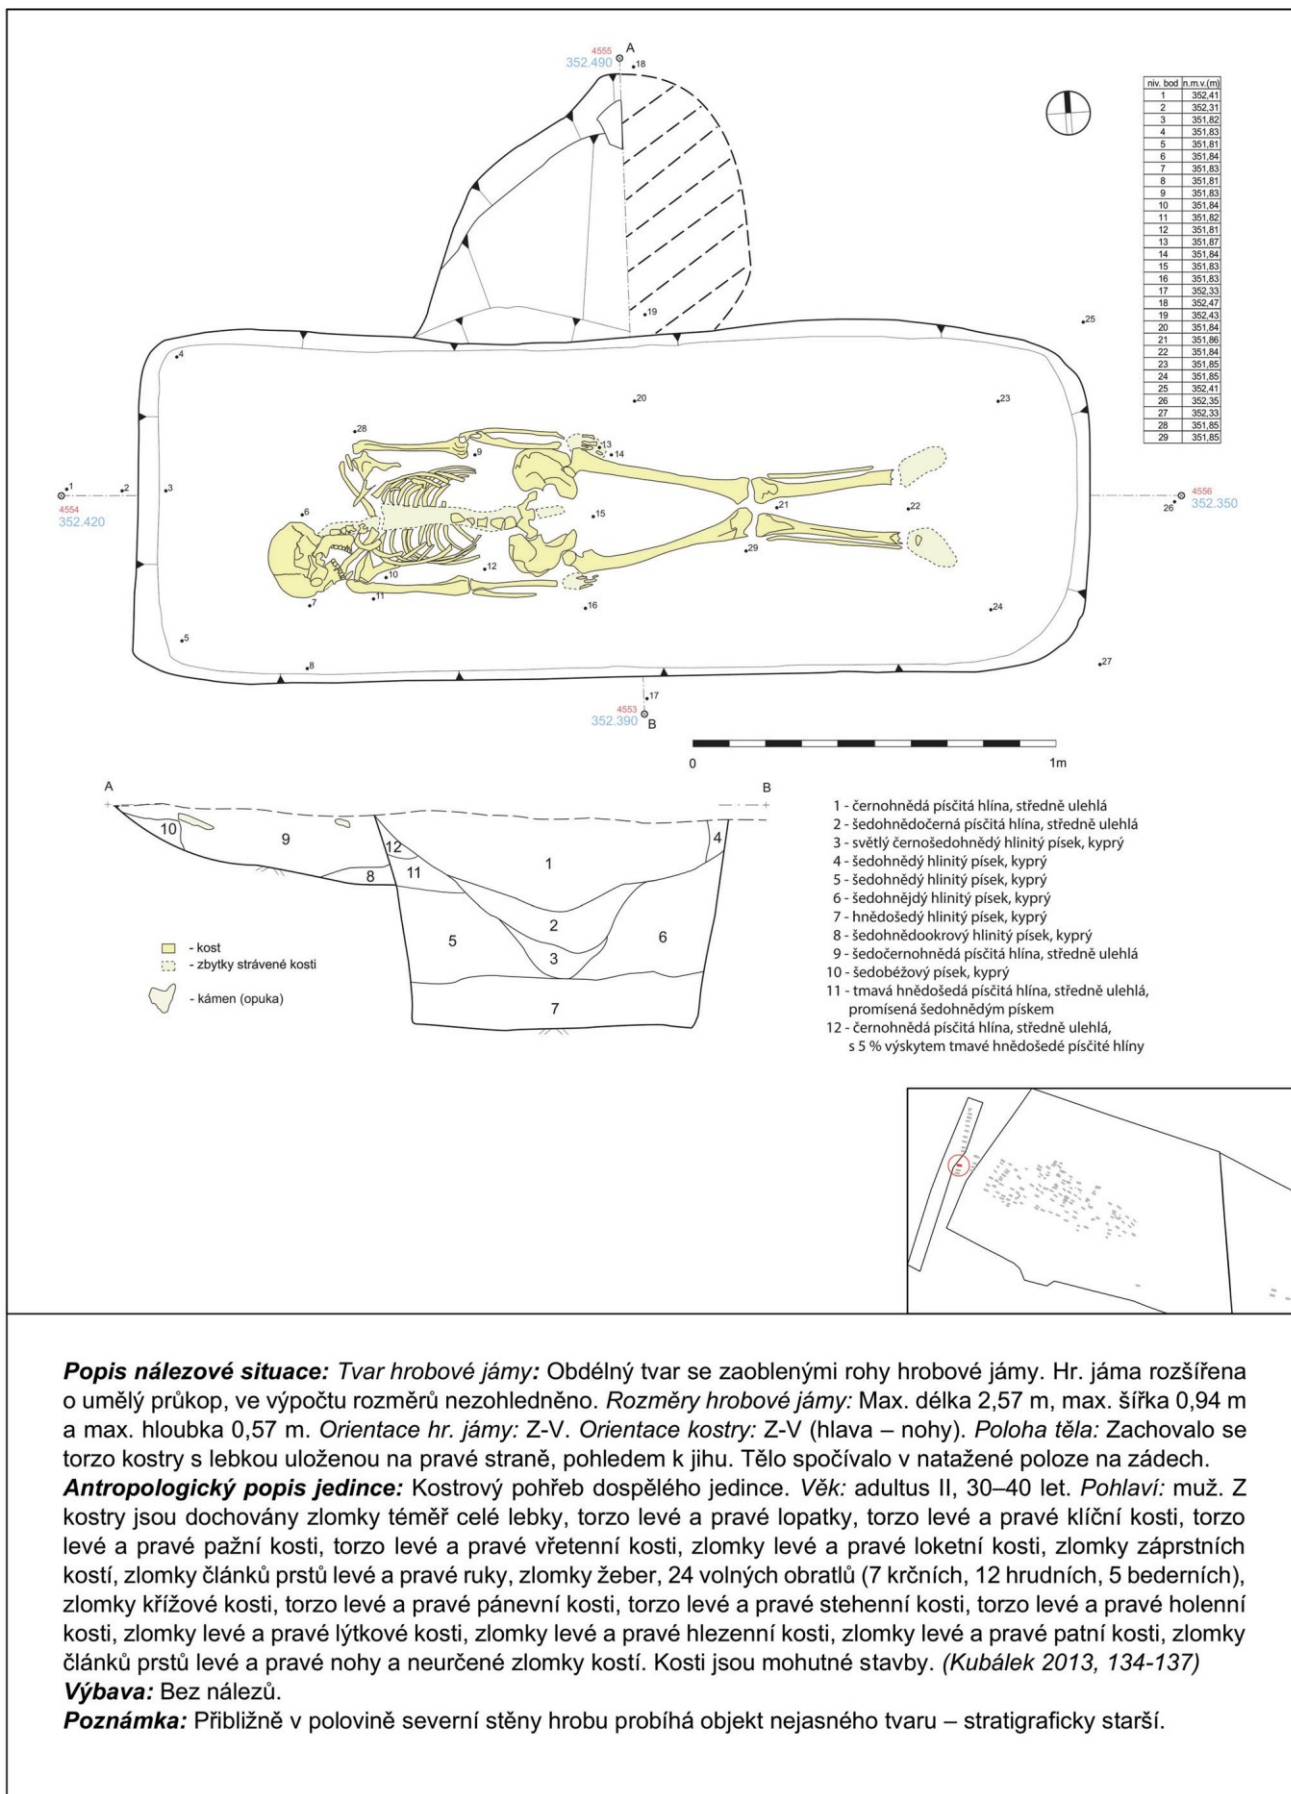 4555
A
352.490
18
niv. bod n.m.v.(m)
1 352,41
2 352,31
3 351,82
4 351,83
5 351,81
6 351,84
7 351,83
8 351,81
9 351,83
10 351,84
11 351,82
12 351,81
13 351,87
14 351,84
15 351,83
16 351,83
17 352,33
18 352,47
19 352,43
20 351,84
21 351,86
22 351,84
23 351,85
24 351,85
25 352,41
26 352,35
27 352,33
28 351,85
29 351,85
19
25
4
20
23
28
13
9
14
1
2
3
4554
352.420
6
15
21
22
26
4556
352.350
29
12
10
11
7
16
24
5
8
27
17
4553
352.390
B
0
1m
A
B
10
9
12
11
8
1
4
2
5
3
6
7
- kost
- zbytky strávené kosti
- kámen (opuka)
1 - černohnědá písčitá hlína, středně ulehlá
2 - šedohnědočerná písčitá hlína, středně ulehlá
3 - světlý černošedohnědý hlinitý písek, kyprý
4 - šedohnědý hlinitý písek, kyprý
5 - šedohnědý hlinitý písek, kyprý
6 - šedohnějdý hlinitý písek, kyprý
7 - hnědošedý hlinitý písek, kyprý
8 - šedohnědookrový hlinitý písek, kyprý
9 - šedočernohnědá písčitá hlína, středně ulehlá
10 - šedobéžový písek, kyprý
11 - tmavá hnědošedá písčitá hlína, středně ulehlá,
promísená šedohnědým pískem
12 - černohnědá písčitá hlína, středně ulehlá,
s 5 % výskytem tmavé hnědošedé písčité hlíny
Popis nálezové situace: Tvar hrobové jámy: Obdélný tvar se zaoblenými rohy hrobové jámy. Hr. jáma rozšířena
o umělý průkop, ve výpočtu rozměrů nezohledněno. Rozměry hrobové jámy: Max. délka 2,57 m, max. šířka 0,94 m
a max. hloubka 0,57 m. Orientace hr. jámy: Z-V. Orientace kostry: Z-V (hlava – nohy). Poloha těla: Zachovalo se
torzo kostry s lebkou uloženou na pravé straně, pohledem k jihu. Tělo spočívalo v natažené poloze na zádech.
Antropologický popis jedince: Kostrový pohřeb dospělého jedince. Věk: adultus II, 30–40 let. Pohlaví: muž. Z
kostry jsou dochovány zlomky téměř celé lebky, torzo levé a pravé lopatky, torzo levé a pravé klíční kosti, torzo
levé a pravé pažní kosti, torzo levé a pravé vřetenní kosti, zlomky levé a pravé loketní kosti, zlomky záprstních
kostí, zlomky článků prstů levé a pravé ruky, zlomky žeber, 24 volných obratlů (7 krčních, 12 hrudních, 5 bederních),
zlomky křížové kosti, torzo levé a pravé pánevní kosti, torzo levé a pravé stehenní kosti, torzo levé a pravé holenní
kosti, zlomky levé a pravé lýtkové kosti, zlomky levé a pravé hlezenní kosti, zlomky levé a pravé patní kosti, zlomky
článků prstů levé a pravé nohy a neurčené zlomky kostí. Kosti jsou mohutné stavby. (Kubálek 2013, 134-137)
Výbava: Bez nálezů.
Poznámka: Přibližně v polovině severní stěny hrobu probíhá objekt nejasného tvaru – stratigraficky starší.